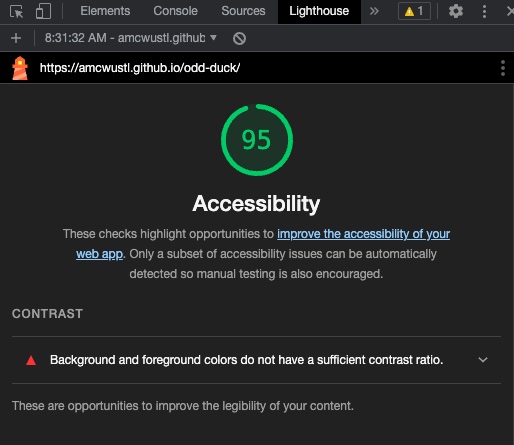 Elements Console Sources Lighthouse » 1
+ 8:31:32 AM - amcwustl.github
https://amcwustl.github.io/odd-duck/
95
Accessibility
These checks highlight opportunities to improve the accessibility of your
web app. Only a subset of accessibility issues can be automatically
detected so manual testing is also encouraged.
CONTRAST
Background and foreground colors do not have a sufficient contrast ratio.
These are opportunities to improve the legibility of your content.